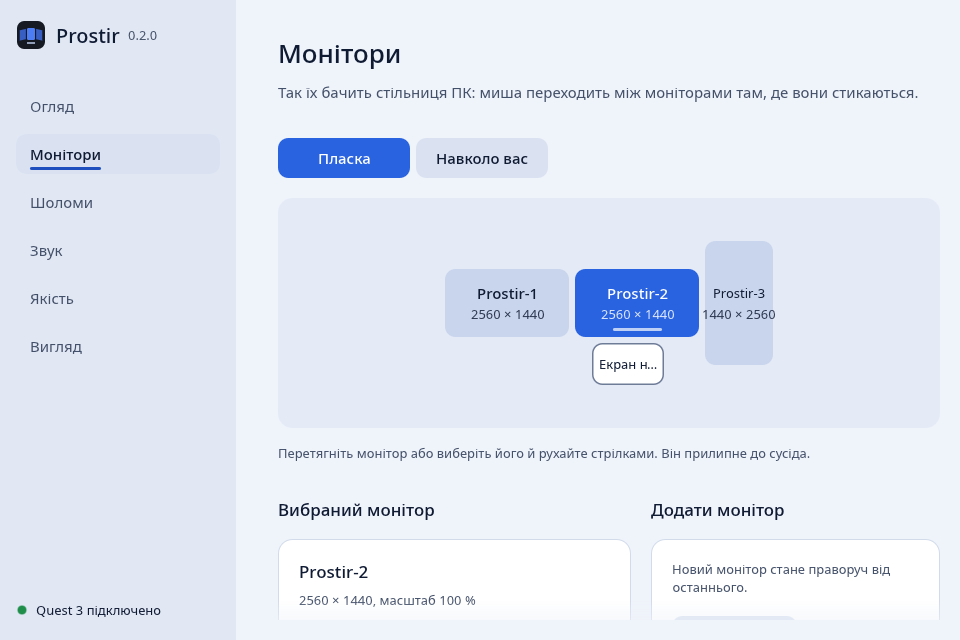 Prostir 0.2.0
Огляд
Монітори
Шоломи
Звук
Якість
Вигляд
Quest 3 підключено
Монітори
Так їх бачить стільниця ПК: миша переходить між моніторами там, де вони стикаються.
Пласка
Навколо вас
Prostir-1
2560 × 1440
Prostir-2
2560 × 1440
Prostir-3
1440 × 2560
Екран н…
Перетягніть монітор або виберіть його й рухайте стрілками. Він прилипне до сусіда.
Вибраний монітор
Prostir-2
2560 × 1440, масштаб 100 %
Додати монітор
Новий монітор стане праворуч від
останнього.